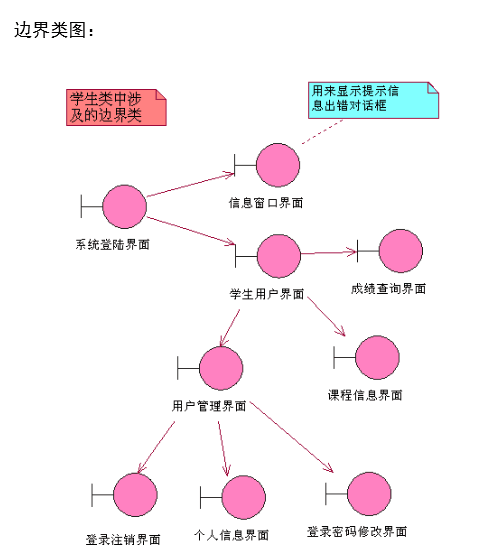 边界类图：
学生类中涉
及的边界类
用来显示提示信
息出错对话框
信息窗口界面
系统登陆界面
学生用户界面
成绩查询界面
课程信息界面
用户管理界面
登录注销界面
个人信息界面
登录密码修改界面